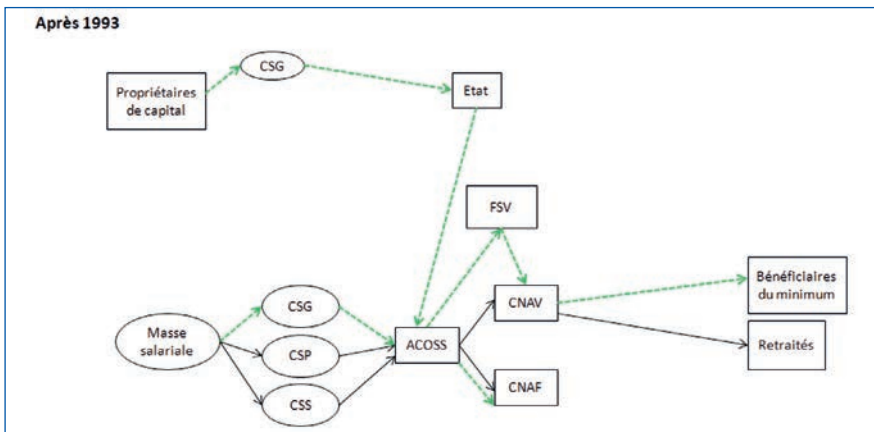 Après 1993
CSG
Propriétaires
de capital
Etat
FSV
Bénéficiaires
du minimum
CSG
CNAV
Masse
salariale
CSP
ACOSS
Retraités
CSS
CNAF